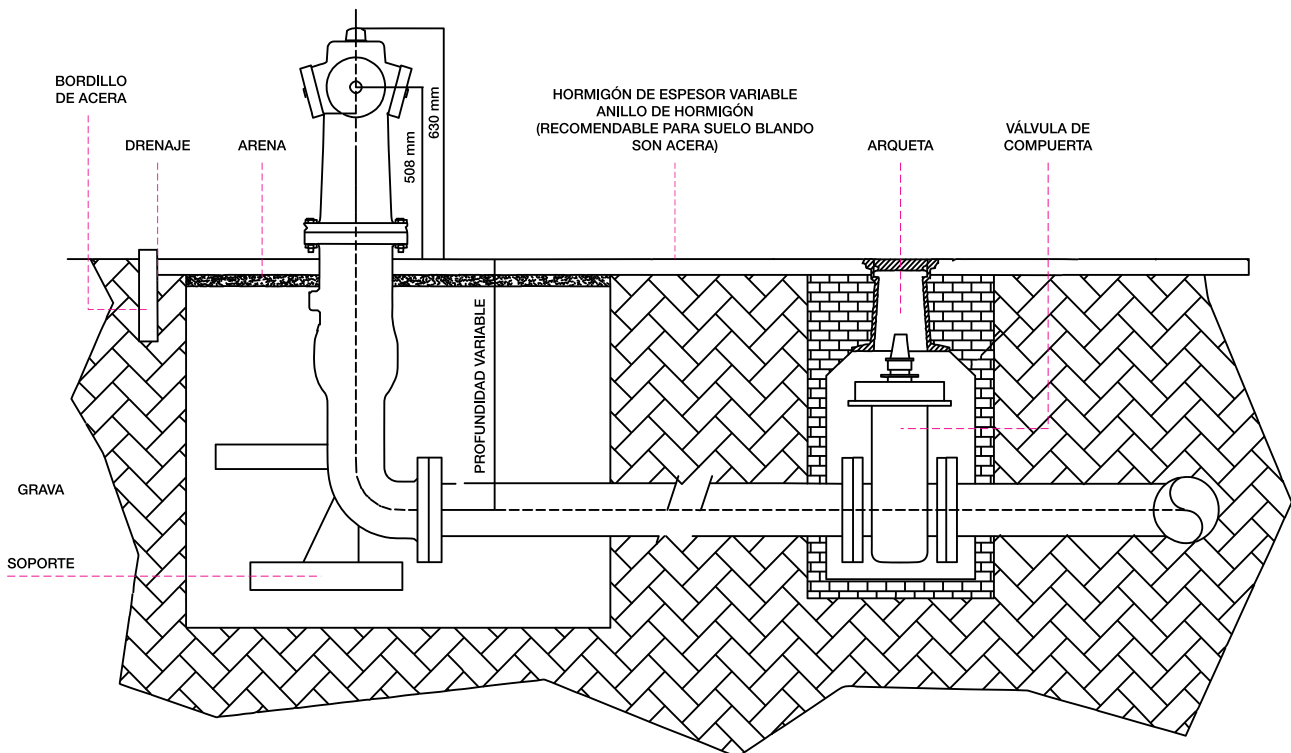 BORDILLO
DE ACERA
DRENAJE
ARENA
630 mm
508 mm
HORMIGÓN DE ESPESOR VARIABLE
ANILLO DE HORMIGÓN
(RECOMENDABLE PARA SUELO BLANDO
SON ACERA)
ARQUETA
VÁLVULA DE
COMPUERTA
PROFUNDIDAD VARIABLE
GRAVA
SOPORTE